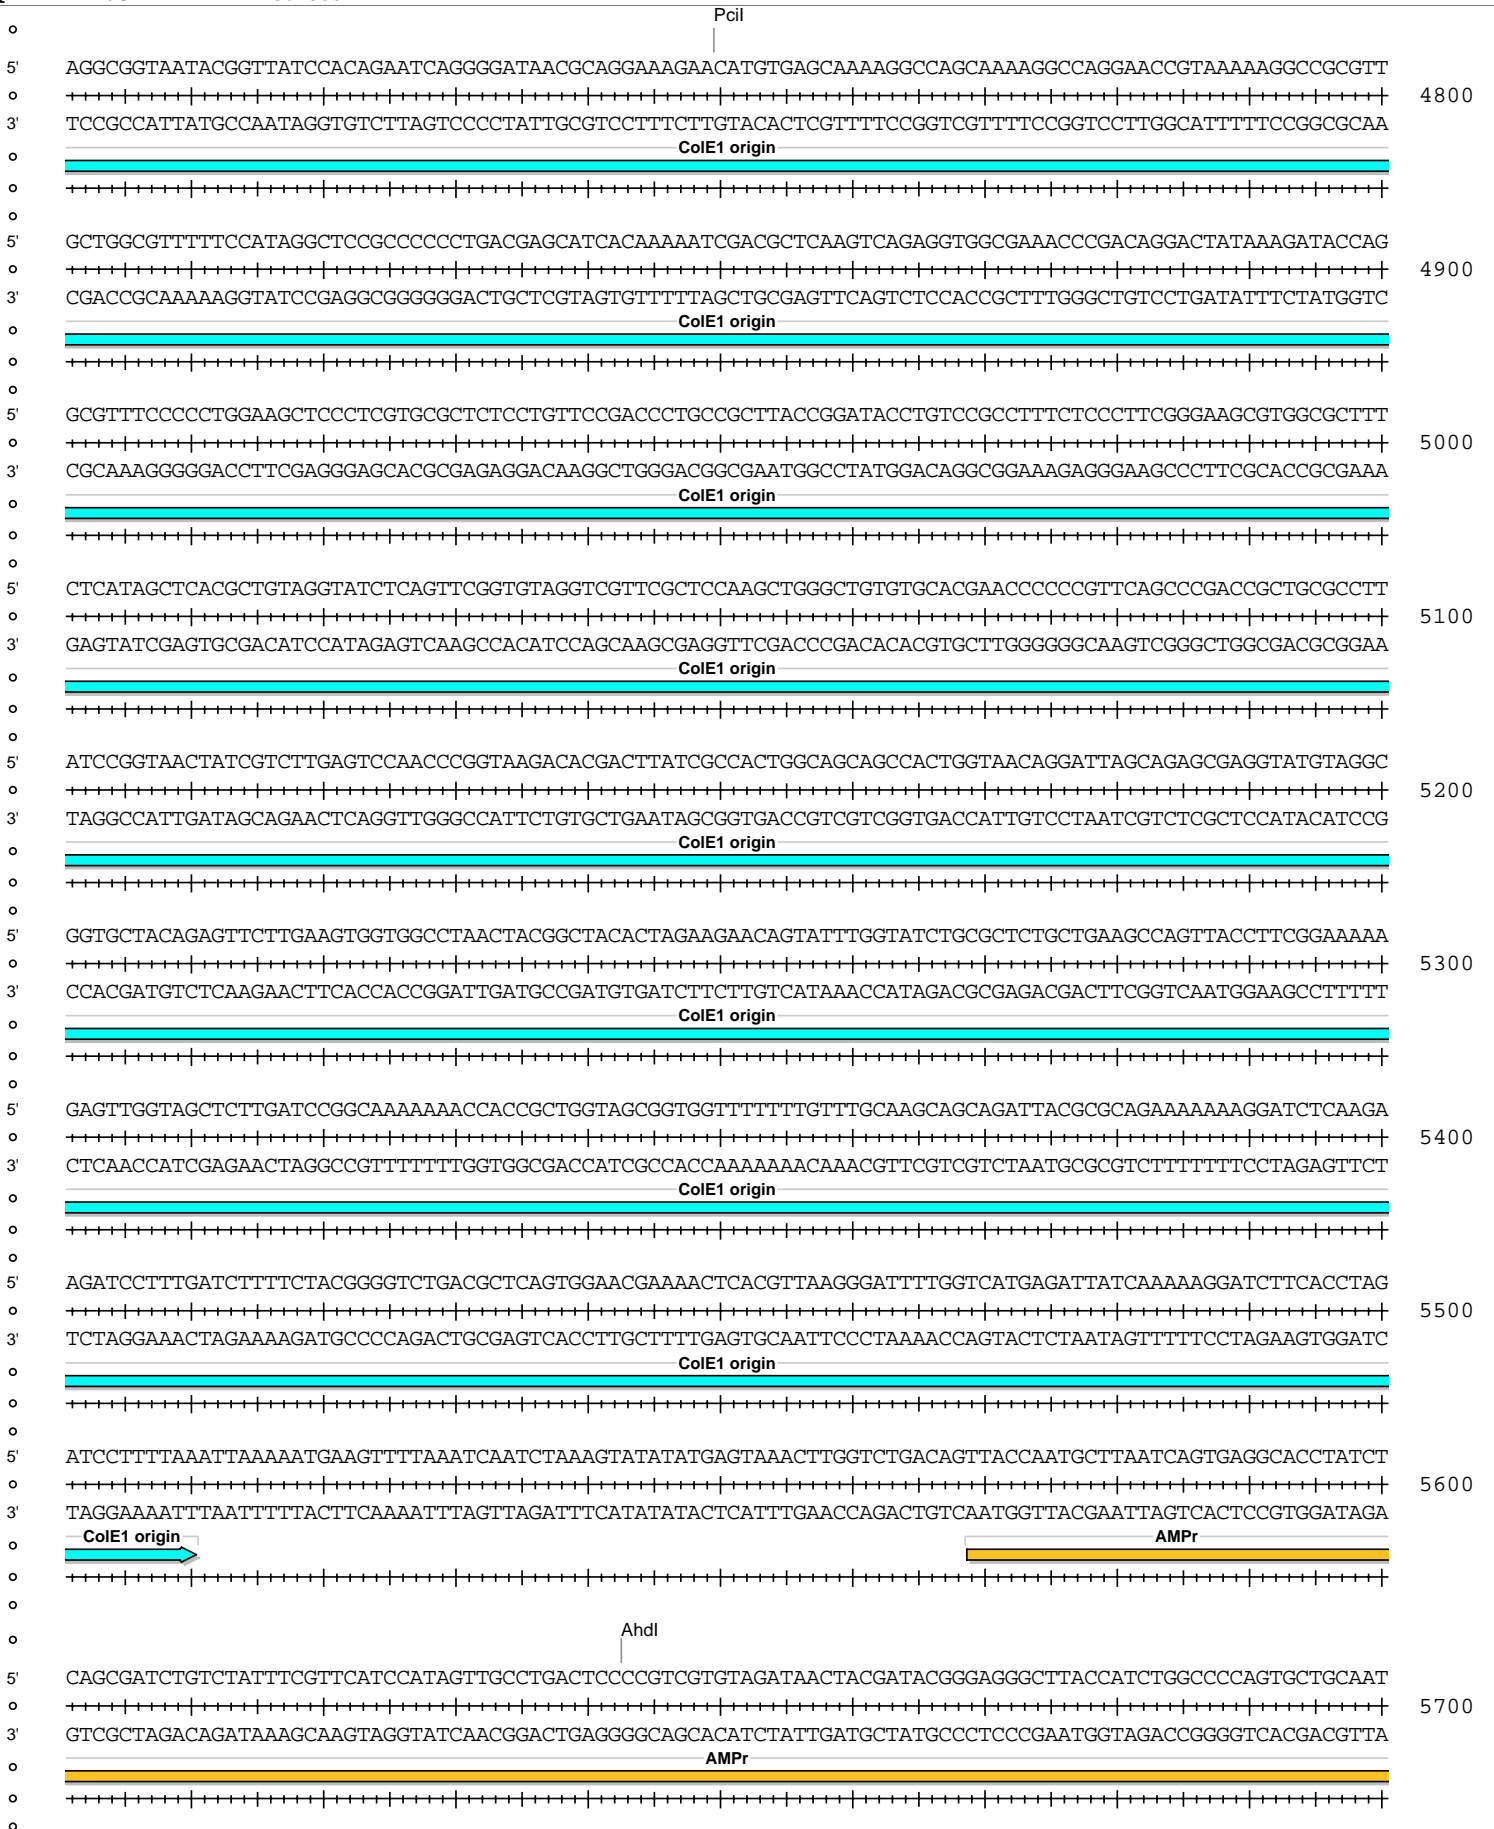 PciI
5' AGGCGGTAATACGGTTATCCACAGAATCAGGGGATAACGCAGGAAAGAACATGTGAGCAAAAGGCCAGCAAAAGGCCAGGAACCGTAAAAAGGCCGCGTT
4800
3' TCCGCCATTATGCCAATAGGTGTCTTAGTCCCCTATTGCGTCCTTTCTTGTACACTCGTTTTCCGGTCGTTTTCCGGTCCTTGGCATTTTTCCGGCGCAA
ColE1 origin
5' GCTGGCGTTTTTCCATAGGCTCCGCCCCCCTGACGAGCATCACAAAAATCGACGCTCAAGTCAGAGGTGGCGAAACCCGACAGGACTATAAAGATACCAG
4900
3' CGACCGCAAAAAGGTATCCGAGGCGGGGGGACTGCTCGTAGTGTTTTTAGCTGCGAGTTCAGTCTCCACCGCTTTGGGCTGTCCTGATATTTCTATGGTC
ColE1 origin
5' GCGTTTCCCCCTGGAAGCTCCCTCGTGCGCTCTCCTGTTCCGACCCTGCCGCTTACCGGATACCTGTCCGCCTTTCTCCCTTCGGGAAGCGTGGCGCTTT
5000
3' CGCAAAGGGGGACCTTCGAGGGAGCACGCGAGAGGACAAGGCTGGGACGGCGAATGGCCTATGGACAGGCGGAAAGAGGGAAGCCCTTCGCACCGCGAAA
ColE1 origin
5' CTCATAGCTCACGCTGTAGGTATCTCAGTTCGGTGTAGGTCGTTCGCTCCAAGCTGGGCTGTGTGCACGAACCCCCCGTTCAGCCCGACCGCTGCGCCTT
5100
3' GAGTATCGAGTGCGACATCCATAGAGTCAAGCCACATCCAGCAAGCGAGGTTCGACCCGACACACGTGCTTGGGGGGCAAGTCGGGCTGGCGACGCGGAA
ColE1 origin
5' ATCCGGTAACTATCGTCTTGAGTCCAACCCGGTAAGACACGACTTATCGCCACTGGCAGCAGCCACTGGTAACAGGATTAGCAGAGCGAGGTATGTAGGC
5200
3' TAGGCCATTGATAGCAGAACTCAGGTTGGGCCATTCTGTGCTGAATAGCGGTGACCGTCGTCGGTGACCATTGTCCTAATCGTCTCGCTCCATACATCCG
ColE1 origin
5' GGTGCTACAGAGTTCTTGAAGTGGTGGCCTAACTACGGCTACACTAGAAGAACAGTATTTGGTATCTGCGCTCTGCTGAAGCCAGTTACCTTCGGAAAAA
5300
3' CCACGATGTCTCAAGAACTTCACCACCGGATTGATGCCGATGTGATCTTCTTGTCATAAACCATAGACGCGAGACGACTTCGGTCAATGGAAGCCTTTTT
ColE1 origin
5' GAGTTGGTAGCTCTTGATCCGGCAAAAAAACCACCGCTGGTAGCGGTGGTTTTTTTGTTTGCAAGCAGCAGATTACGCGCAGAAAAAAAGGATCTCAAGA
5400
3' CTCAACCATCGAGAACTAGGCCGTTTTTTTGGTGGCGACCATCGCCACCAAAAAAACAAACGTTCGTCGTCTAATGCGCGTCTTTTTTTCCTAGAGTTCT
ColE1 origin
5' AGATCCTTTGATCTTTTCTACGGGGTCTGACGCTCAGTGGAACGAAAACTCACGTTAAGGGATTTTGGTCATGAGATTATCAAAAAGGATCTTCACCTAG
5500
3' TCTAGGAAACTAGAAAAGATGCCCCAGACTGCGAGTCACCTTGCTTTTGAGTGCAATTCCCTAAAACCAGTACTCTAATAGTTTTTCCTAGAAGTGGATC
ColE1 origin
5' ATCCTTTTAAATTAAAAATGAAGTTTTAAATCAATCTAAAGTATATATGAGTAAACTTGGTCTGACAGTTACCAATGCTTAATCAGTGAGGCACCTATCT
5600
3' TAGGAAAATTTAATTTTTACTTCAAAATTTAGTTAGATTTCATATATACTCATTTGAACCAGACTGTCAATGGTTACGAATTAGTCACTCCGTGGATAGA
ColE1 origin AMPr
AhdI
5' CAGCGATCTGTCTATTTCGTTCATCCATAGTTGCCTGACTCCCCGTCGTGTAGATAACTACGATACGGGAGGGCTTACCATCTGGCCCCAGTGCTGCAAT
5700
3' GTCGCTAGACAGATAAAGCAAGTAGGTATCAACGGACTGAGGGGCAGCACATCTATTGATGCTATGCCCTCCCGAATGGTAGACCGGGGTCACGACGTTA
AMPr